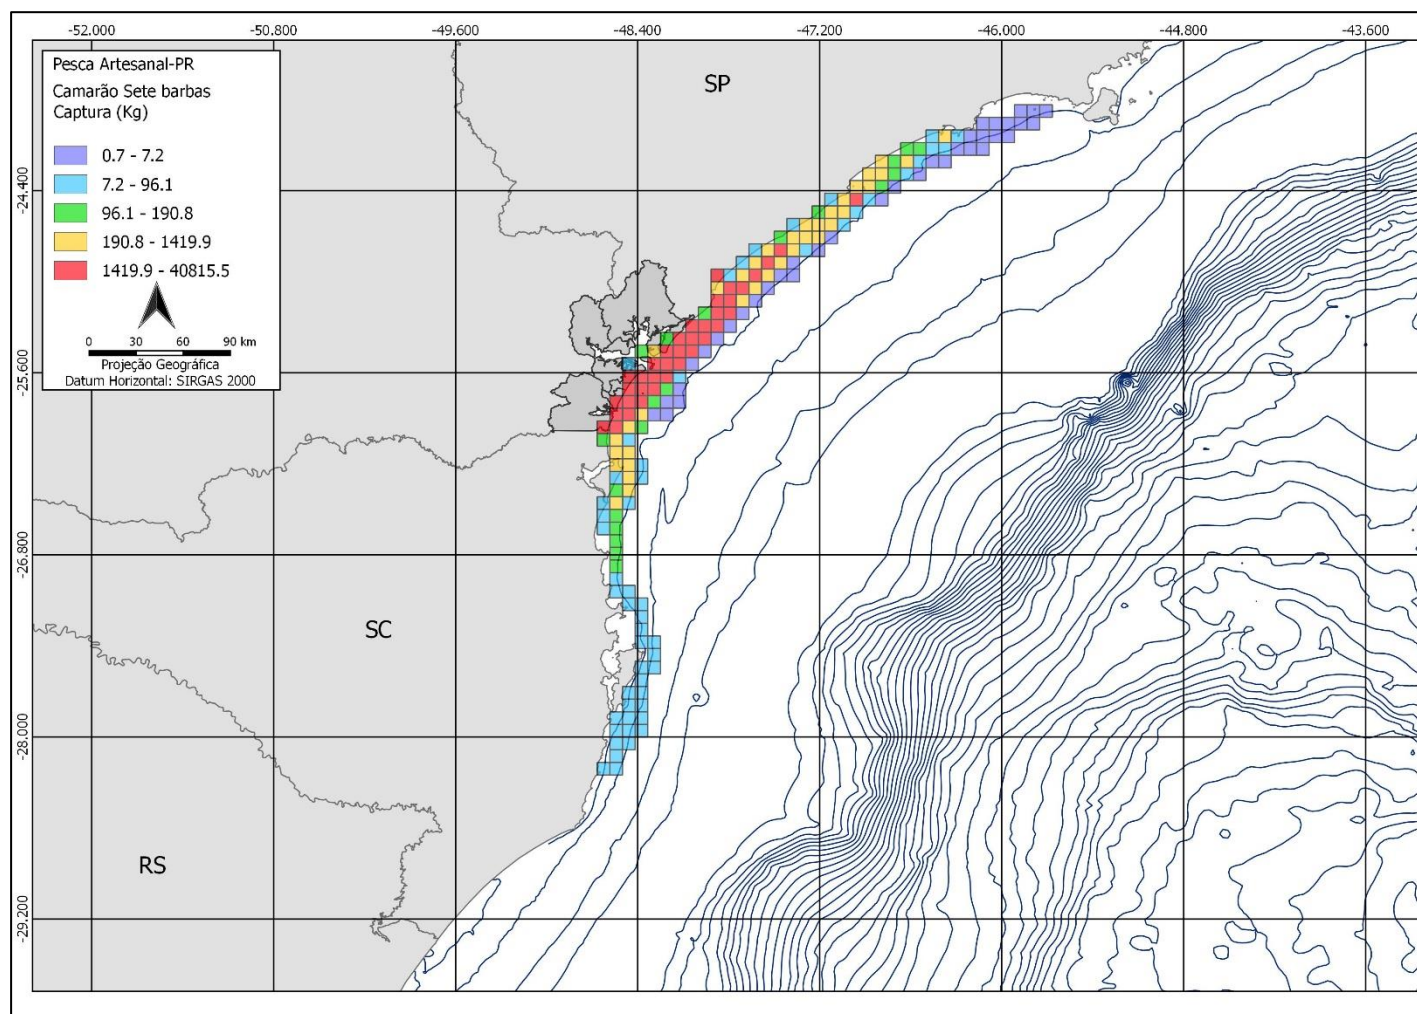 -52.000 -50.800 -49.600 -48.400 -47.200 -46.000 -44.800 -43.600
Pesca Artesanal-PR
Camarão Sete barbas
Captura (Kg)
0.7 - 7.2
7.2 - 96.1
96.1 - 190.8
190.8 - 1419.9
1419.9 - 40815.5
0 30 60 90 km
Projeção Geográfica
Datum Horizontal: SIRGAS 2000
SP
-24.400
-25.600
-26.800
SC
-28.000
RS
-29.200